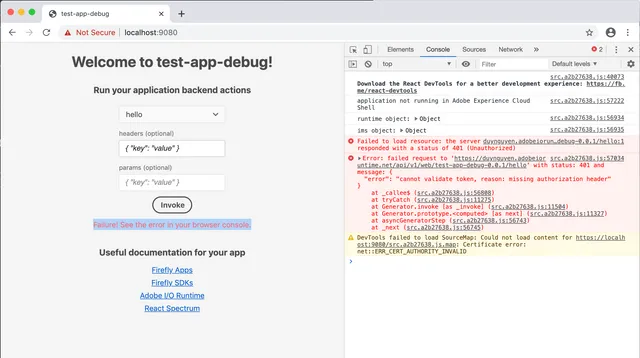 test-app-debug
Not Secure | localhost:9080
Welcome to test-app-debug!
Run your application backend actions
hello
headers (optional)
{ "key": "value" }
params (optional)
{ "key": "value" }
Invoke
Failure! See the error in your browser console.
Useful documentation for your app
Firefly Apps
Firefly SDKs
Adobe I/O Runtime
React Spectrum
Elements Console Sources Network » 2
top Filter Default levels
src.a2b27638.js:40073
Download the React DevTools for a better development experience: https://fb.
me/react-devtools
application not running in Adobe Experience Cloud src.a2b27638.js:57222
Shell
runtime object: Object src.a2b27638.js:56934
ims object: Object src.a2b27638.js:56935
Failed to load resource: the server duynguyen.adobeiorun…debug-0.0.1/hello:1
responded with a status of 401 (Unauthorized)
Error: failed request to 'https://duynguyen.adobeior src.a2b27638.js:57034
untime.net/api/v1/web/test-app-debug-0.0.1/hello' with status: 401 and
message: {
"error": "cannot validate token, reason: missing authorization header"
}
at _callee$ (src.a2b27638.js:56808)
at tryCatch (src.a2b27638.js:11275)
at Generator.invoke [as _invoke] (src.a2b27638.js:11504)
at Generator.prototype.<computed> [as next] (src.a2b27638.js:11327)
at asyncGeneratorStep (src.a2b27638.js:56743)
at _next (src.a2b27638.js:56745)
DevTools failed to load SourceMap: Could not load content for https://localh
ost:9080/src.a2b27638.js.map: Certificate error:
net::ERR_CERT_AUTHORITY_INVALID